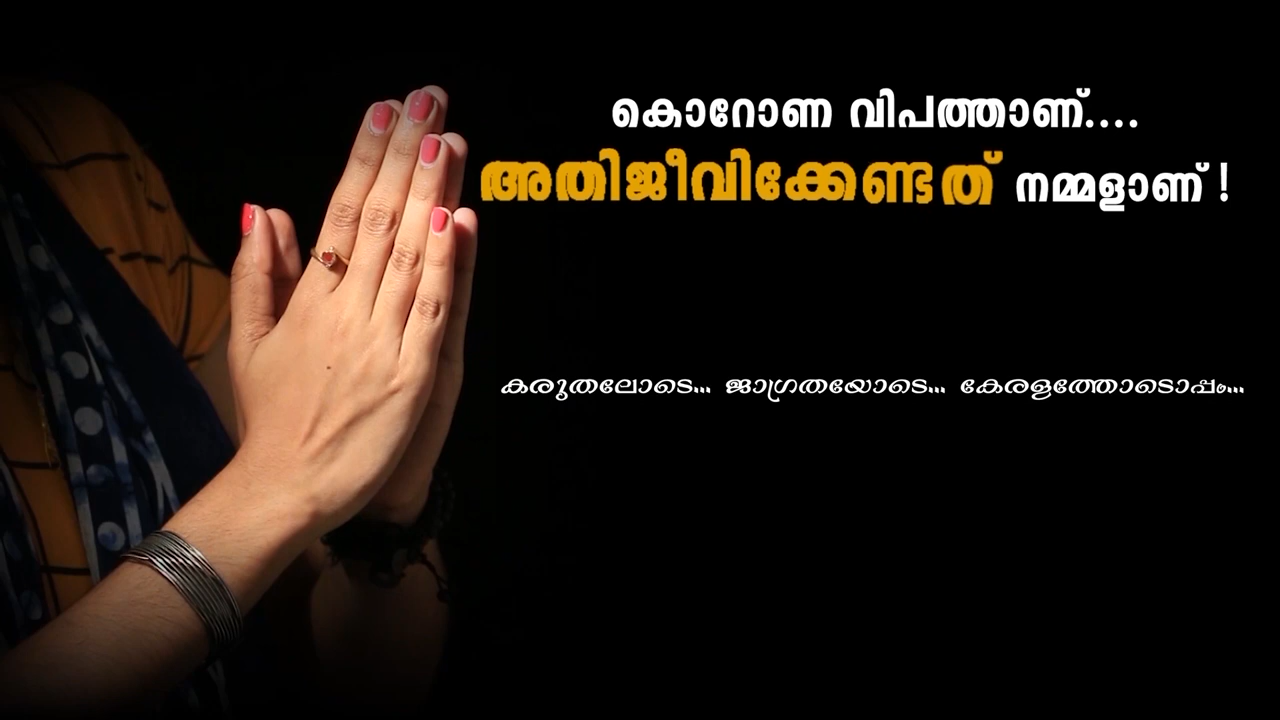 കൊറോണ വിപത്താണ്....
അതിജീവിക്കേണ്ടത് നമ്മളാണ് !
കരുതലോടെ... ജാഗ്രതയോടെ... കേരളത്തോടൊപ്പം...